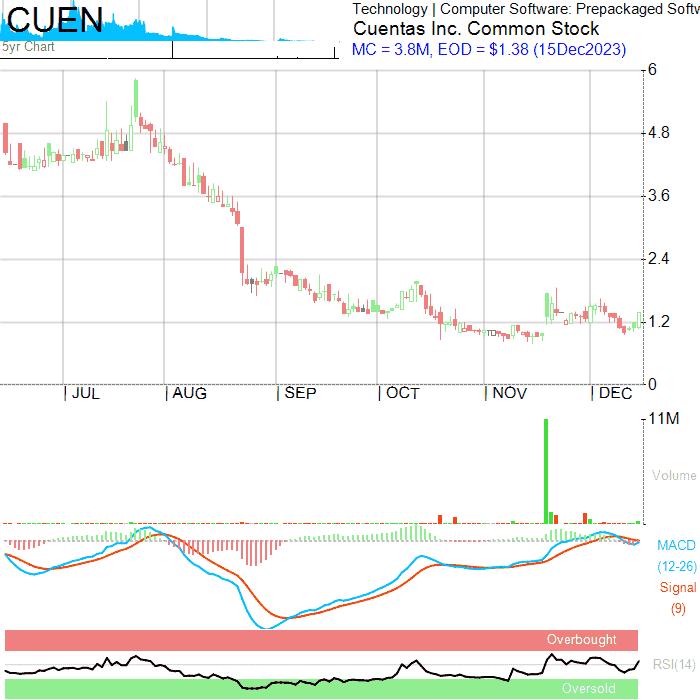 CUEN
5yr Chart
Technology | Computer Software: Prepackaged Softw
Cuentas Inc. Common Stock
MC = 3.8M, EOD = $1.38 (15Dec2023)
6
4.8
3.6
2.4
1.2
0
JUL AUG SEP OCT NOV DEC
11M
Volume
MACD
(12-26)
Signal
(9)
Overbought
RSI(14)
Oversold